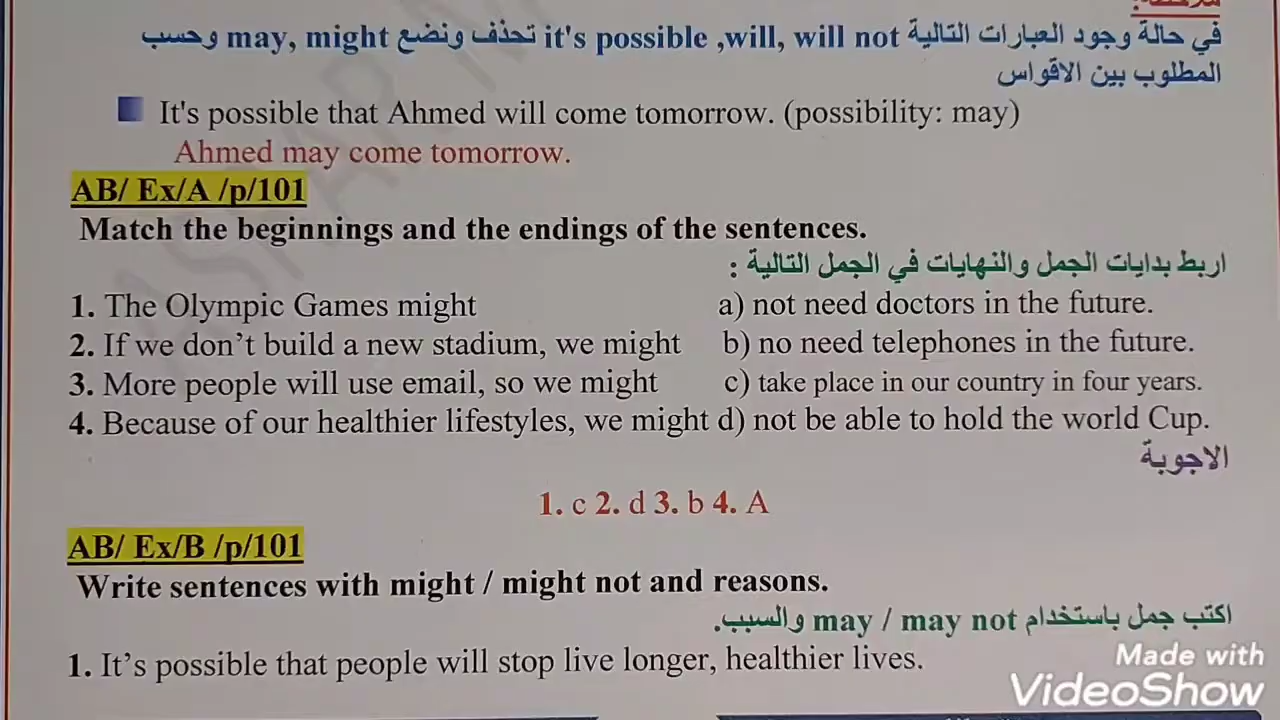 ملاحظة:
في حالة وجود العبارات التالية it's possible ,will, will not تحذف ونضع may, might وحسب
المطلوب بين الاقواس
It's possible that Ahmed will come tomorrow. (possibility: may)
Ahmed may come tomorrow.
AB/ Ex/A /p/101
Match the beginnings and the endings of the sentences.
اربط بدايات الجمل والنهايات في الجمل التالية :
1. The Olympic Games might a) not need doctors in the future.
2. If we don’t build a new stadium, we might b) no need telephones in the future.
3. More people will use email, so we might c) take place in our country in four years.
4. Because of our healthier lifestyles, we might d) not be able to hold the world Cup.
الاجوبة
1. c 2. d 3. b 4. A
AB/ Ex/B /p/101
Write sentences with might / might not and reasons.
اكتب جمل باستخدام may / may not والسبب.
1. It’s possible that people will stop live longer, healthier lives.
Made with
VideoShow